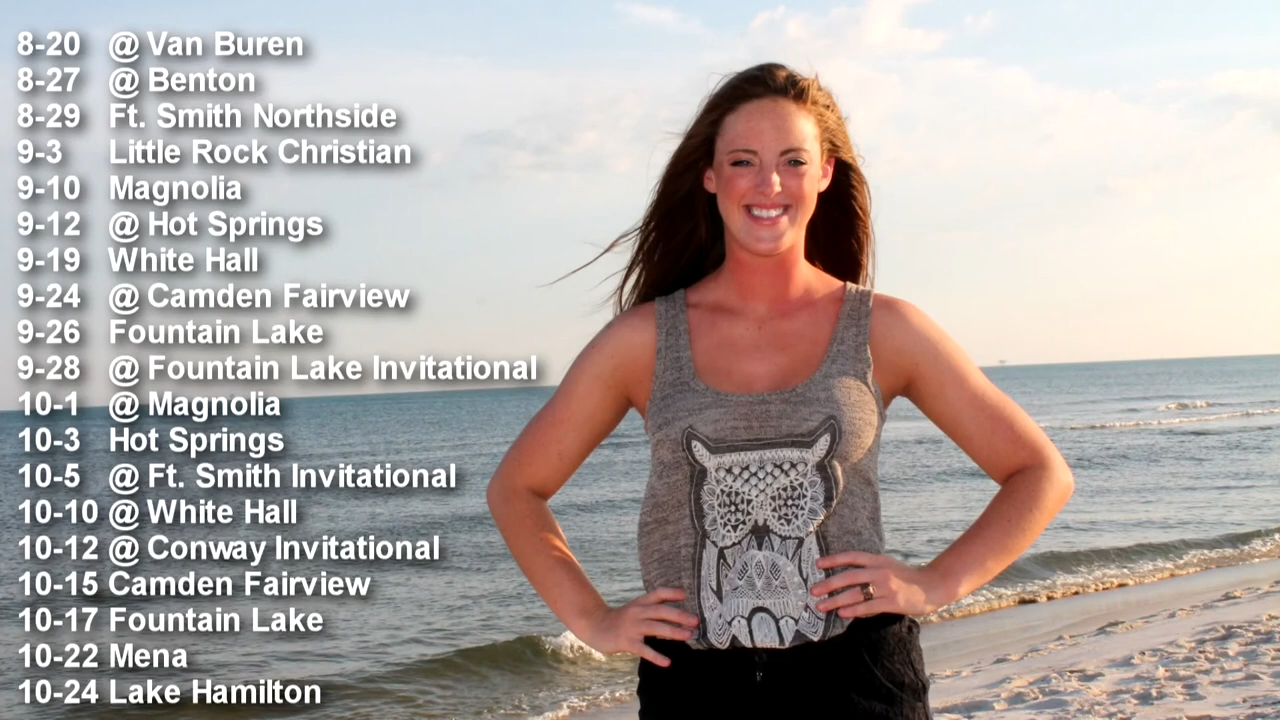 8-20 @ Van Buren
8-27 @ Benton
8-29 Ft. Smith Northside
9-3 Little Rock Christian
9-10 Magnolia
9-12 @ Hot Springs
9-19 White Hall
9-24 @ Camden Fairview
9-26 Fountain Lake
9-28 @ Fountain Lake Invitational
10-1 @ Magnolia
10-3 Hot Springs
10-5 @ Ft. Smith Invitational
10-10 @ White Hall
10-12 @ Conway Invitational
10-15 Camden Fairview
10-17 Fountain Lake
10-22 Mena
10-24 Lake Hamilton